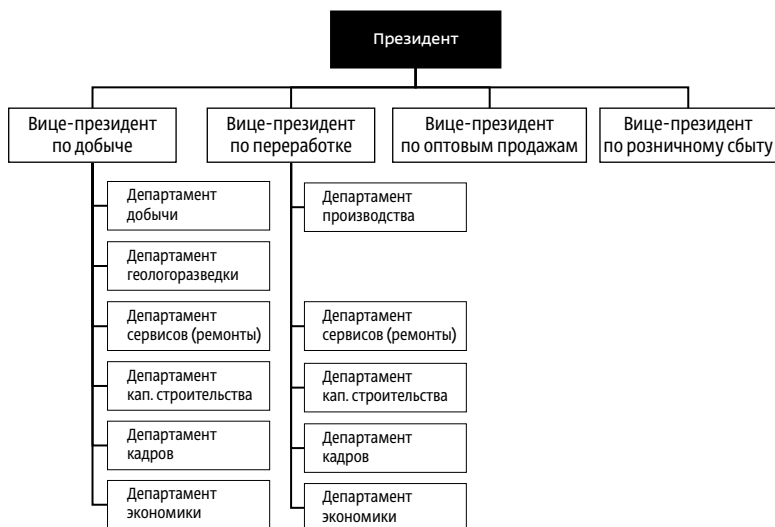 Президент
Вице-президент
по добыче
Вице-президент
по переработке
Вице-президент
по оптовым продажам
Вице-президент
по розничному сбыту
Департамент
добычи
Департамент
геологоразведки
Департамент
сервисов (ремонты)
Департамент
кап. строительства
Департамент
кадров
Департамент
экономики
Департамент
производства
Департамент
сервисов (ремонты)
Департамент
кап. строительства
Департамент
кадров
Департамент
экономики